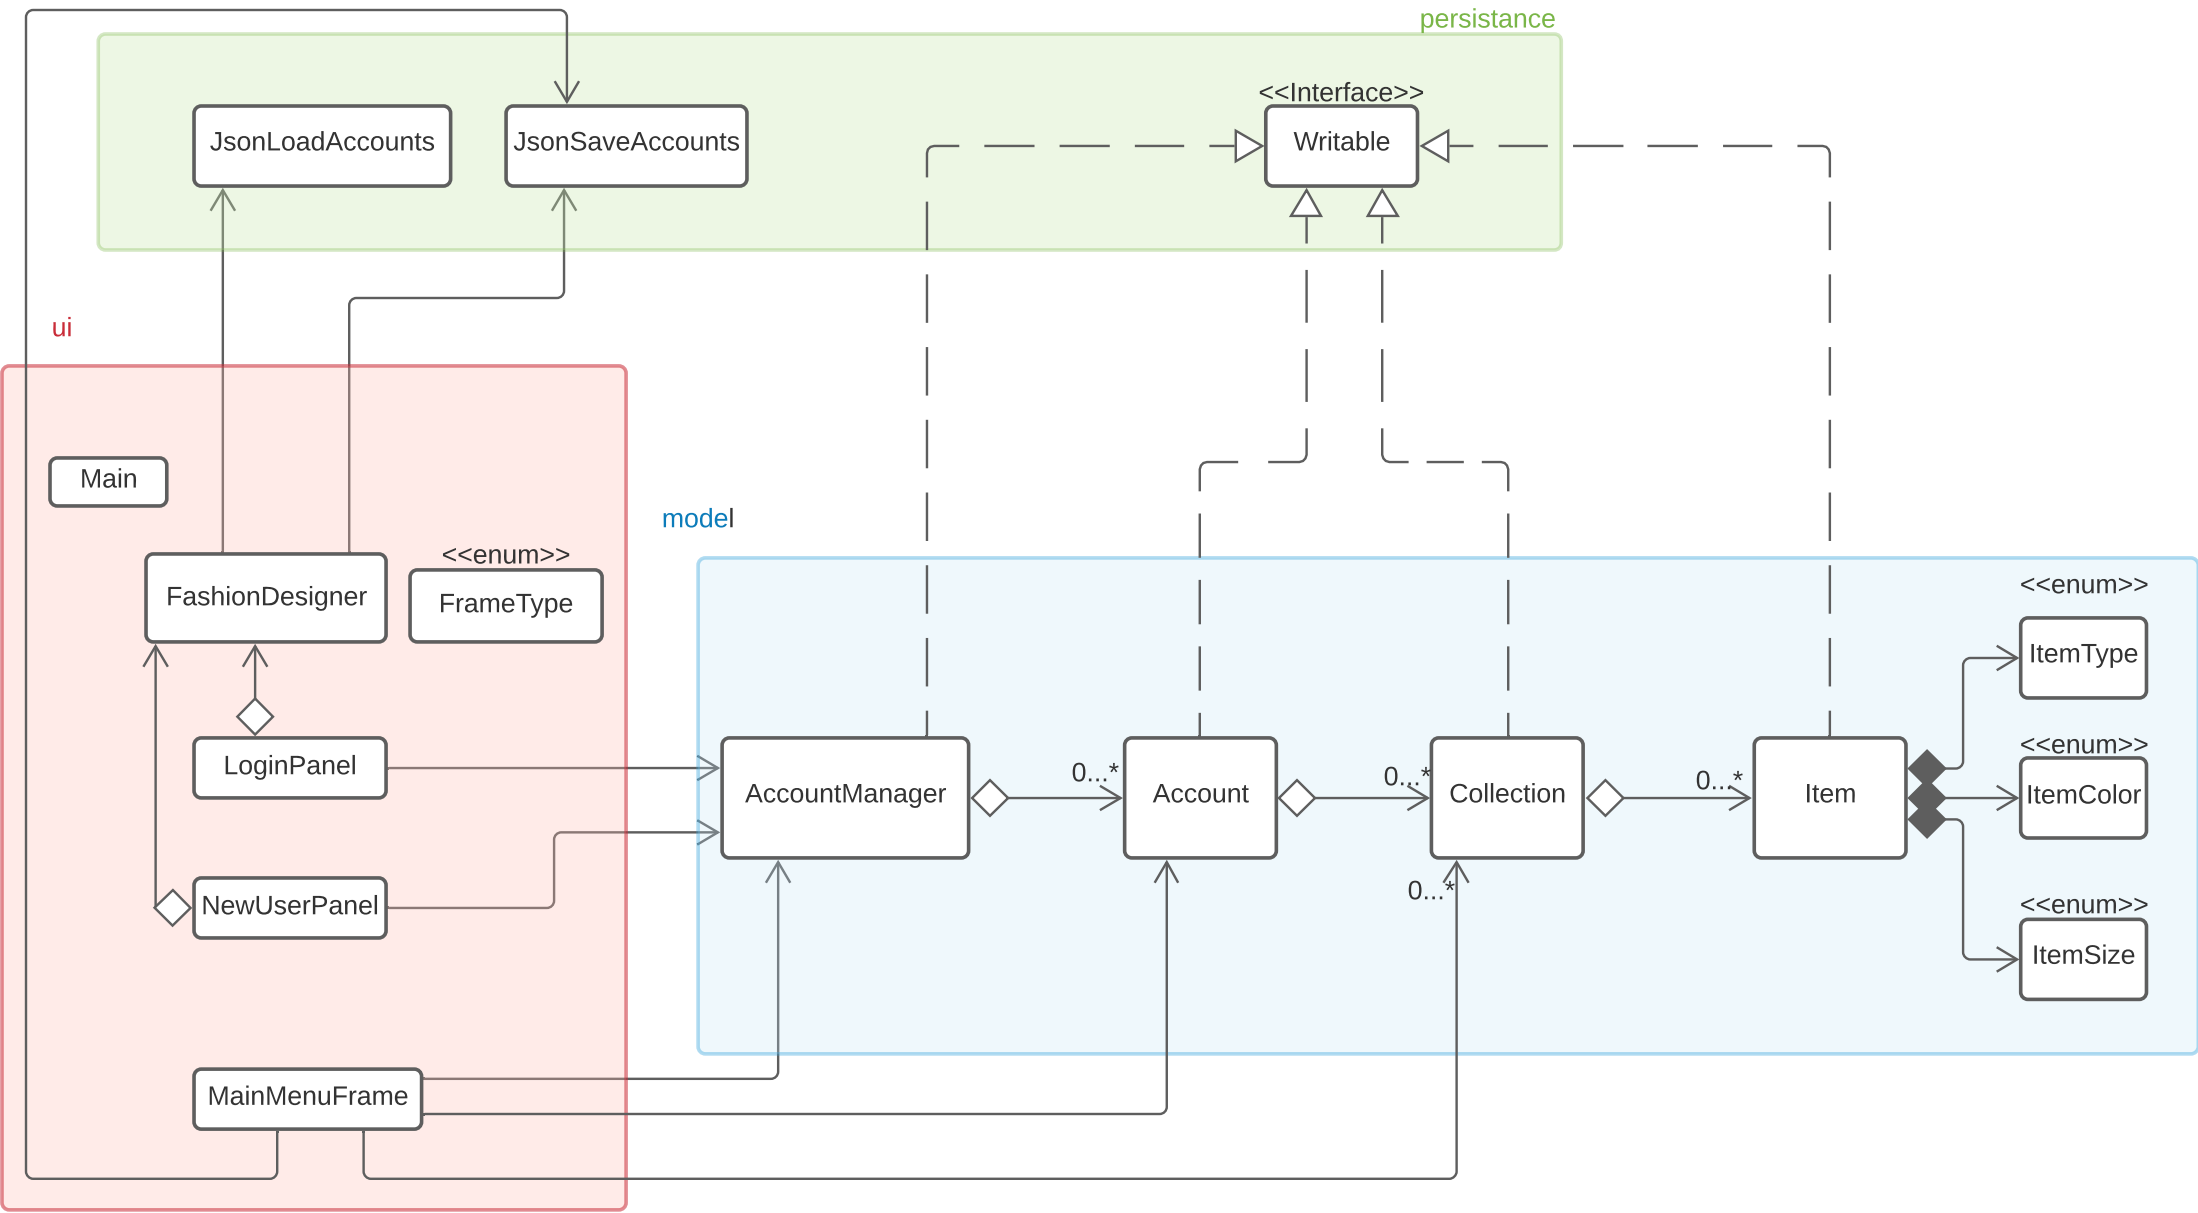 persistance
<<Interface>>
JsonLoadAccounts
JsonSaveAccounts
Writable
ui
Main
model
<<enum>>
FrameType
FashionDesigner
<<enum>>
ItemType
LoginPanel
AccountManager
0...*
Account
0...*
Collection
0...*
Item
<<enum>>
ItemColor
NewUserPanel
0...*
<<enum>>
ItemSize
MainMenuFrame